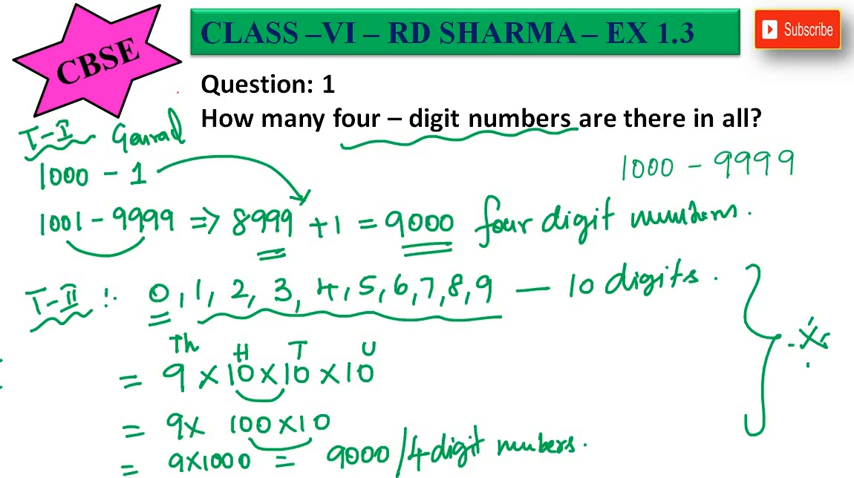 CBSE
CLASS –VI – RD SHARMA – EX 1.3
Subscribe
Question: 1
How many four – digit numbers are there in all?
T-I General
1000 - 9999
1000 - 1
1001 - 9999 => 8999 + 1 = 9000 four digit numbers.
T-II :. 0, 1, 2, 3, 4, 5, 6, 7, 8, 9 — 10 digits.
Th H T U
= 9 × 10 × 10 × 10
= 9 × 100 × 10
= 9 × 1000 = 9000 / 4 digit numbers.